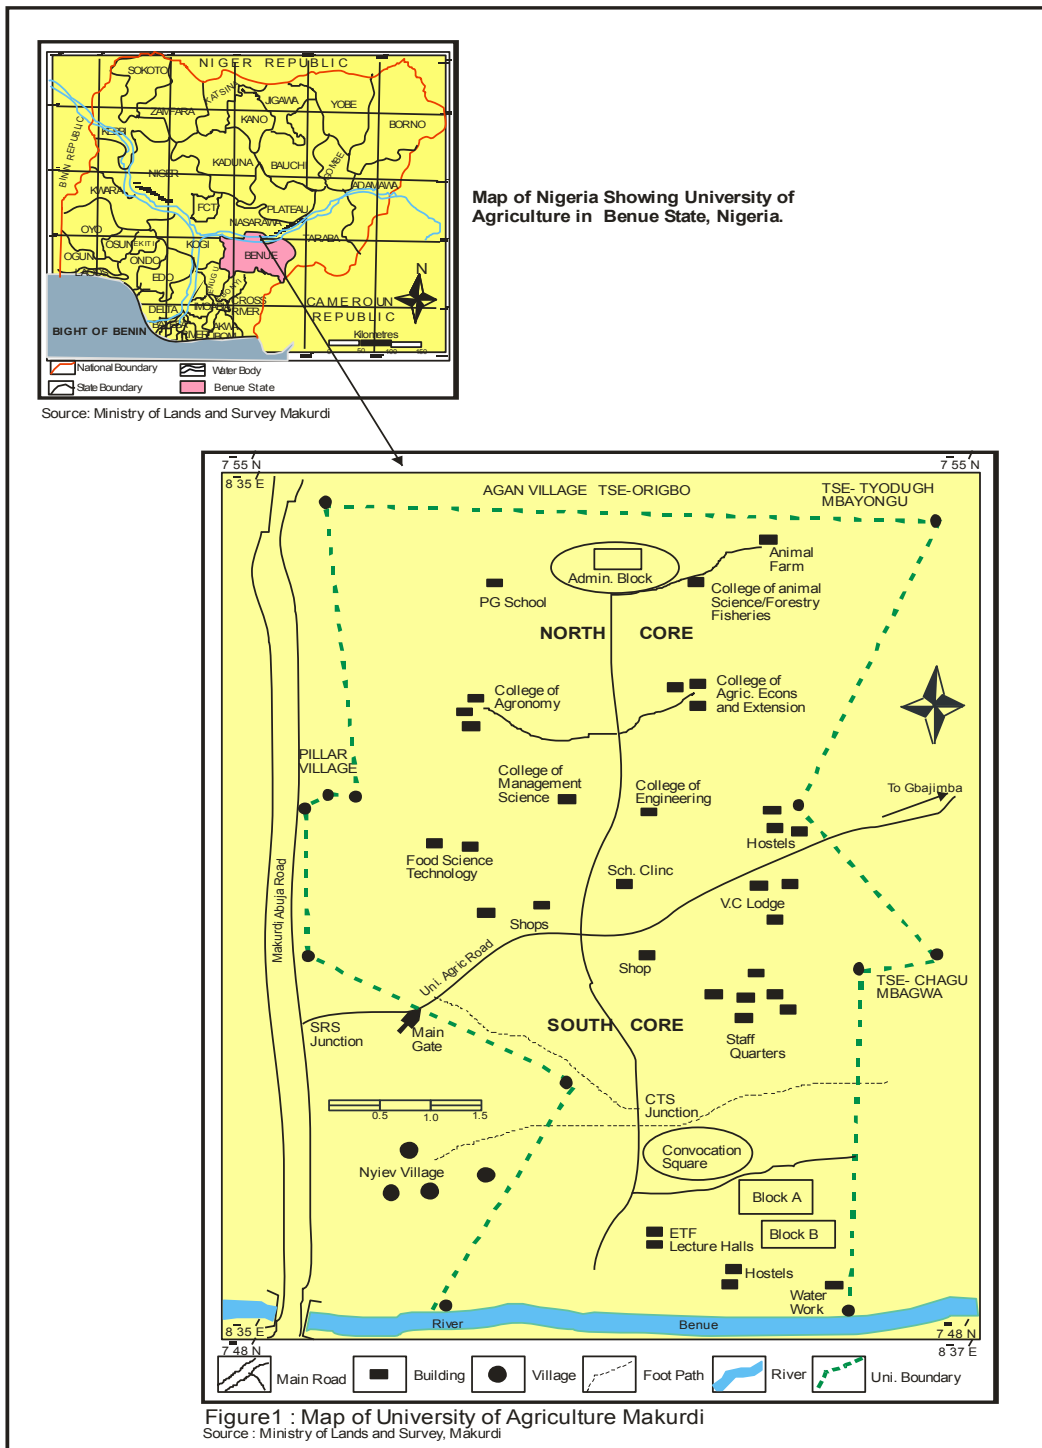 NIGER REPUBLIC
SOKOTO
KATSINA
JIGAWA
YOBE
ZAMFARA
KANO
BORNO
KEBBI
BININ REPUBLIC
KADUNA
BAUCHI
GOMBE
NIGER
ADAMAWA
KWARA
FCT
PLATEAU
NASARAWA
OYO
TARABA
OSUN
EKITI
KOGI
BENUE
OGUN
ONDO
LAGOS
EDO
ENUGU
CROSS
RIVER
IMO
DELTA
AKWA
RIVER
CAMEROUN
REPUBLIC
N
BIGHT OF BENIN
Kilometres
0 50 100 150
National Boundary
Water Body
State Boundary
Benue State
Source: Ministry of Lands and Survey Makurdi
Map of Nigeria Showing University of
Agriculture in Benue State, Nigeria.
7 55 N
8 35 E
7 55 N
AGAN VILLAGE TSE-ORIGBO
TSE- TYODUGH
MBAYONGU
Animal
Farm
Admin. Block
PG School
College of animal
Science/Forestry
Fisheries
NORTH CORE
College of
Agronomy
College of
Agric. Econs
and Extension
PILLAR
VILLAGE
College of
Management
Science
College of
Engineering
To Gbajimba
Hostels
Food Science
Technology
Sch. Clinc
V.C Lodge
Makurdi Abuja Road
Shops
Uni. Agric Road
Shop
TSE- CHAGU
MBAGWA
SRS
Junction
Main
Gate
SOUTH CORE
Staff
Quarters
0.5 1.0 1.5
CTS
Junction
Nyiev Village
Convocation
Square
Block A
Block B
ETF
Lecture Halls
Hostels
Water
Work
River Benue
8 35 E
7 48 N
7 48 N
8 37 E
Main Road
Building
Village
Foot Path
River
Uni. Boundary
Figure1 : Map of University of Agriculture Makurdi
Source : Ministry of Lands and Survey, Makurdi